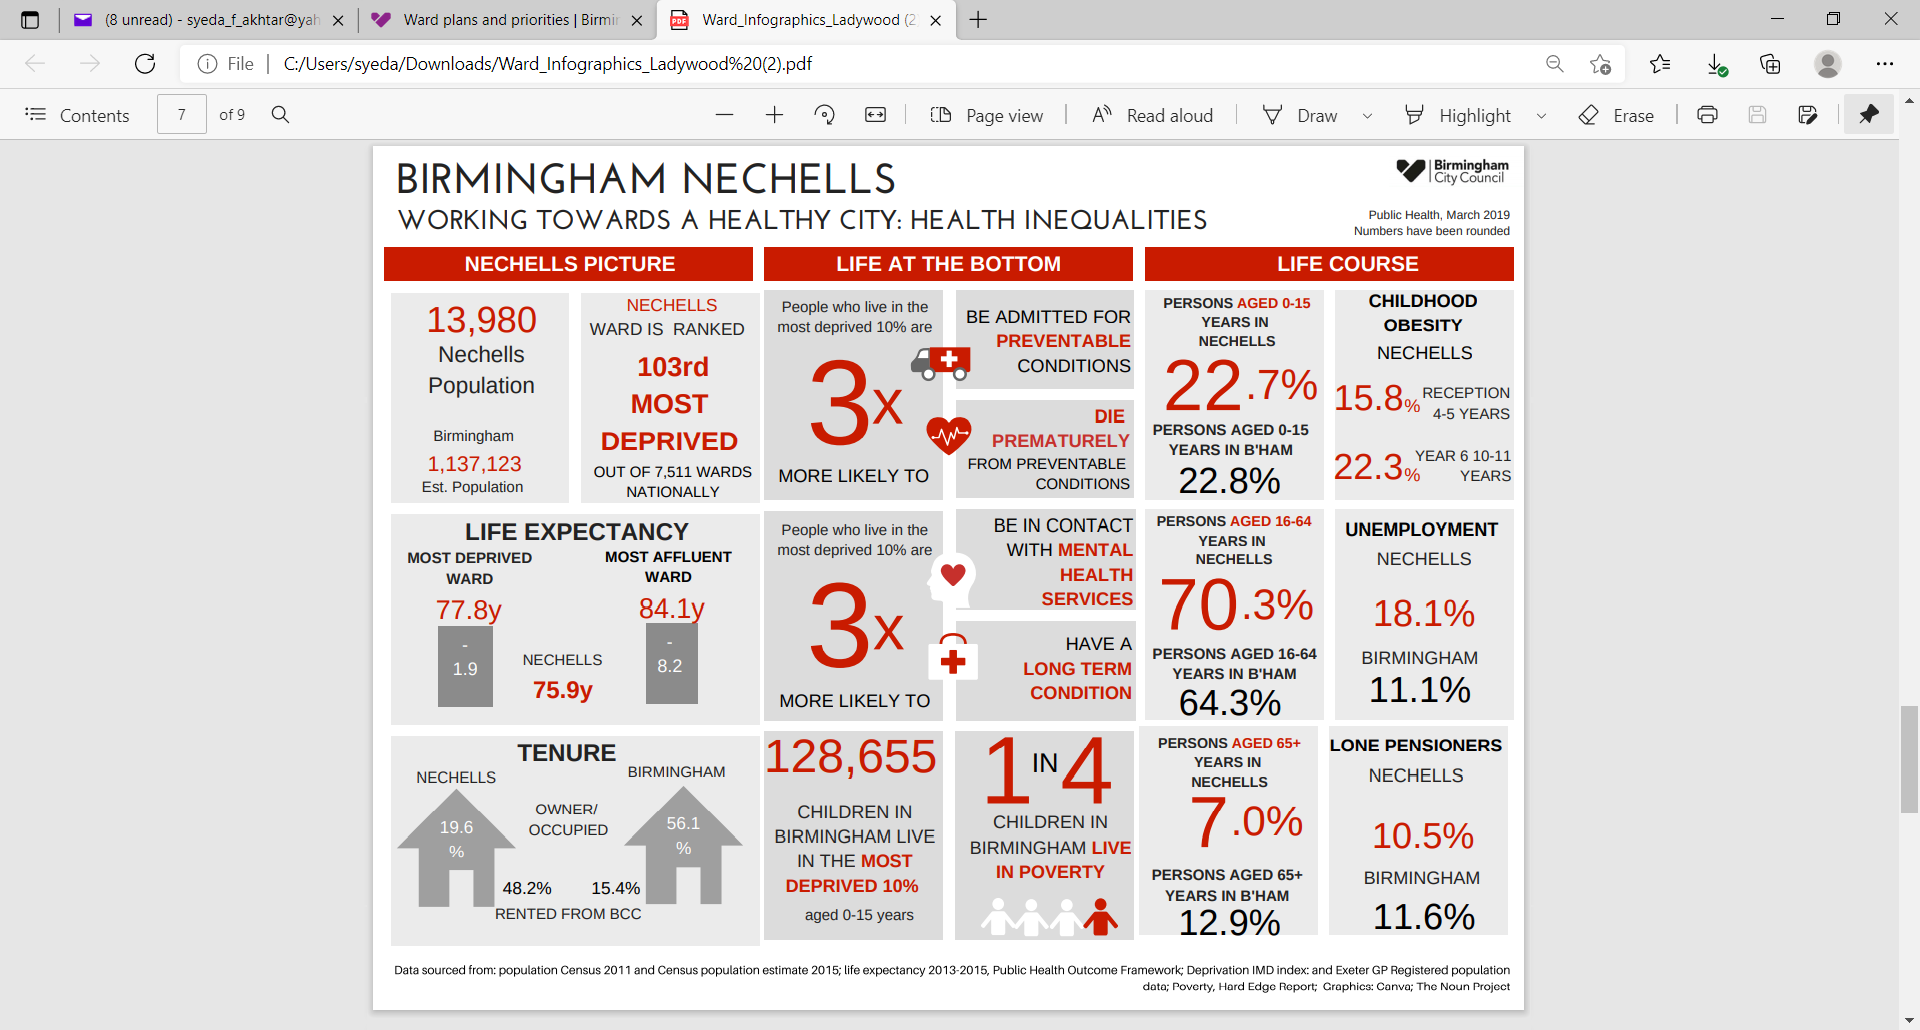 (8 unread) - syeda_f_akhtar@yah
Ward plans and priorities | Birmi
Ward_Infographics_Ladywood (2
File
C:/Users/syeda/Downloads/Ward_Infographics_Ladywood%20(2).pdf
Contents
7
of 9
Page view
Read aloud
Draw
Highlight
Erase
BIRMINGHAM NECHELLS
WORKING TOWARDS A HEALTHY CITY: HEALTH INEQUALITIES
Birmingham
City Council
Public Health, March 2019
Numbers have been rounded
NECHELLS PICTURE
13,980
Nechells
Population
Birmingham
1,137,123
Est. Population
NECHELLS
WARD IS RANKED
103rd
MOST
DEPRIVED
OUT OF 7,511 WARDS
NATIONALLY
LIFE EXPECTANCY
MOST DEPRIVED
WARD
77.8y
-
1.9
NECHELLS
75.9y
MOST AFFLUENT
WARD
84.1y
-
8.2
TENURE
NECHELLS
19.6
%
OWNER/
OCCUPIED
BIRMINGHAM
56.1
%
48.2%
15.4%
RENTED FROM BCC
LIFE AT THE BOTTOM
People who live in the
most deprived 10% are
3x
MORE LIKELY TO
BE ADMITTED FOR
PREVENTABLE
CONDITIONS
DIE
PREMATURELY
FROM PREVENTABLE
CONDITIONS
People who live in the
most deprived 10% are
3x
MORE LIKELY TO
BE IN CONTACT
WITH MENTAL
HEALTH
SERVICES
HAVE A
LONG TERM
CONDITION
128,655
CHILDREN IN
BIRMINGHAM LIVE
IN THE MOST
DEPRIVED 10%
aged 0-15 years
1 IN 4
CHILDREN IN
BIRMINGHAM LIVE
IN POVERTY
LIFE COURSE
PERSONS AGED 0-15
YEARS IN
NECHELLS
22.7%
PERSONS AGED 0-15
YEARS IN B'HAM
22.8%
CHILDHOOD
OBESITY
NECHELLS
15.8%
RECEPTION
4-5 YEARS
22.3%
YEAR 6 10-11
YEARS
PERSONS AGED 16-64
YEARS IN
NECHELLS
70.3%
PERSONS AGED 16-64
YEARS IN B'HAM
64.3%
UNEMPLOYMENT
NECHELLS
18.1%
BIRMINGHAM
11.1%
PERSONS AGED 65+
YEARS IN
NECHELLS
7.0%
PERSONS AGED 65+
YEARS IN B'HAM
12.9%
LONE PENSIONERS
NECHELLS
10.5%
BIRMINGHAM
11.6%
Data sourced from: population Census 2011 and Census population estimate 2015; life expectancy 2013-2015, Public Health Outcome Framework; Deprivation IMD index: and Exeter GP Registered population
data; Poverty, Hard Edge Report; Graphics: Canva; The Noun Project